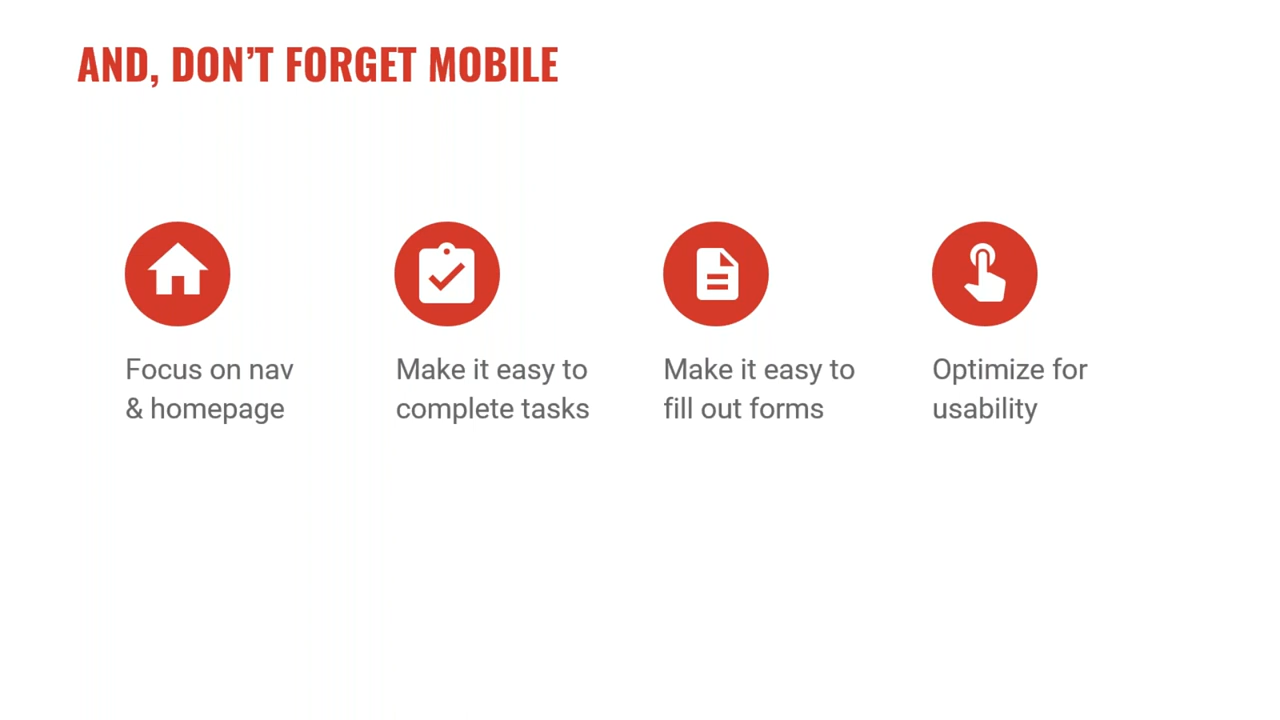 AND, DON’T FORGET MOBILE
Focus on nav
& homepage
Make it easy to
complete tasks
Make it easy to
fill out forms
Optimize for
usability